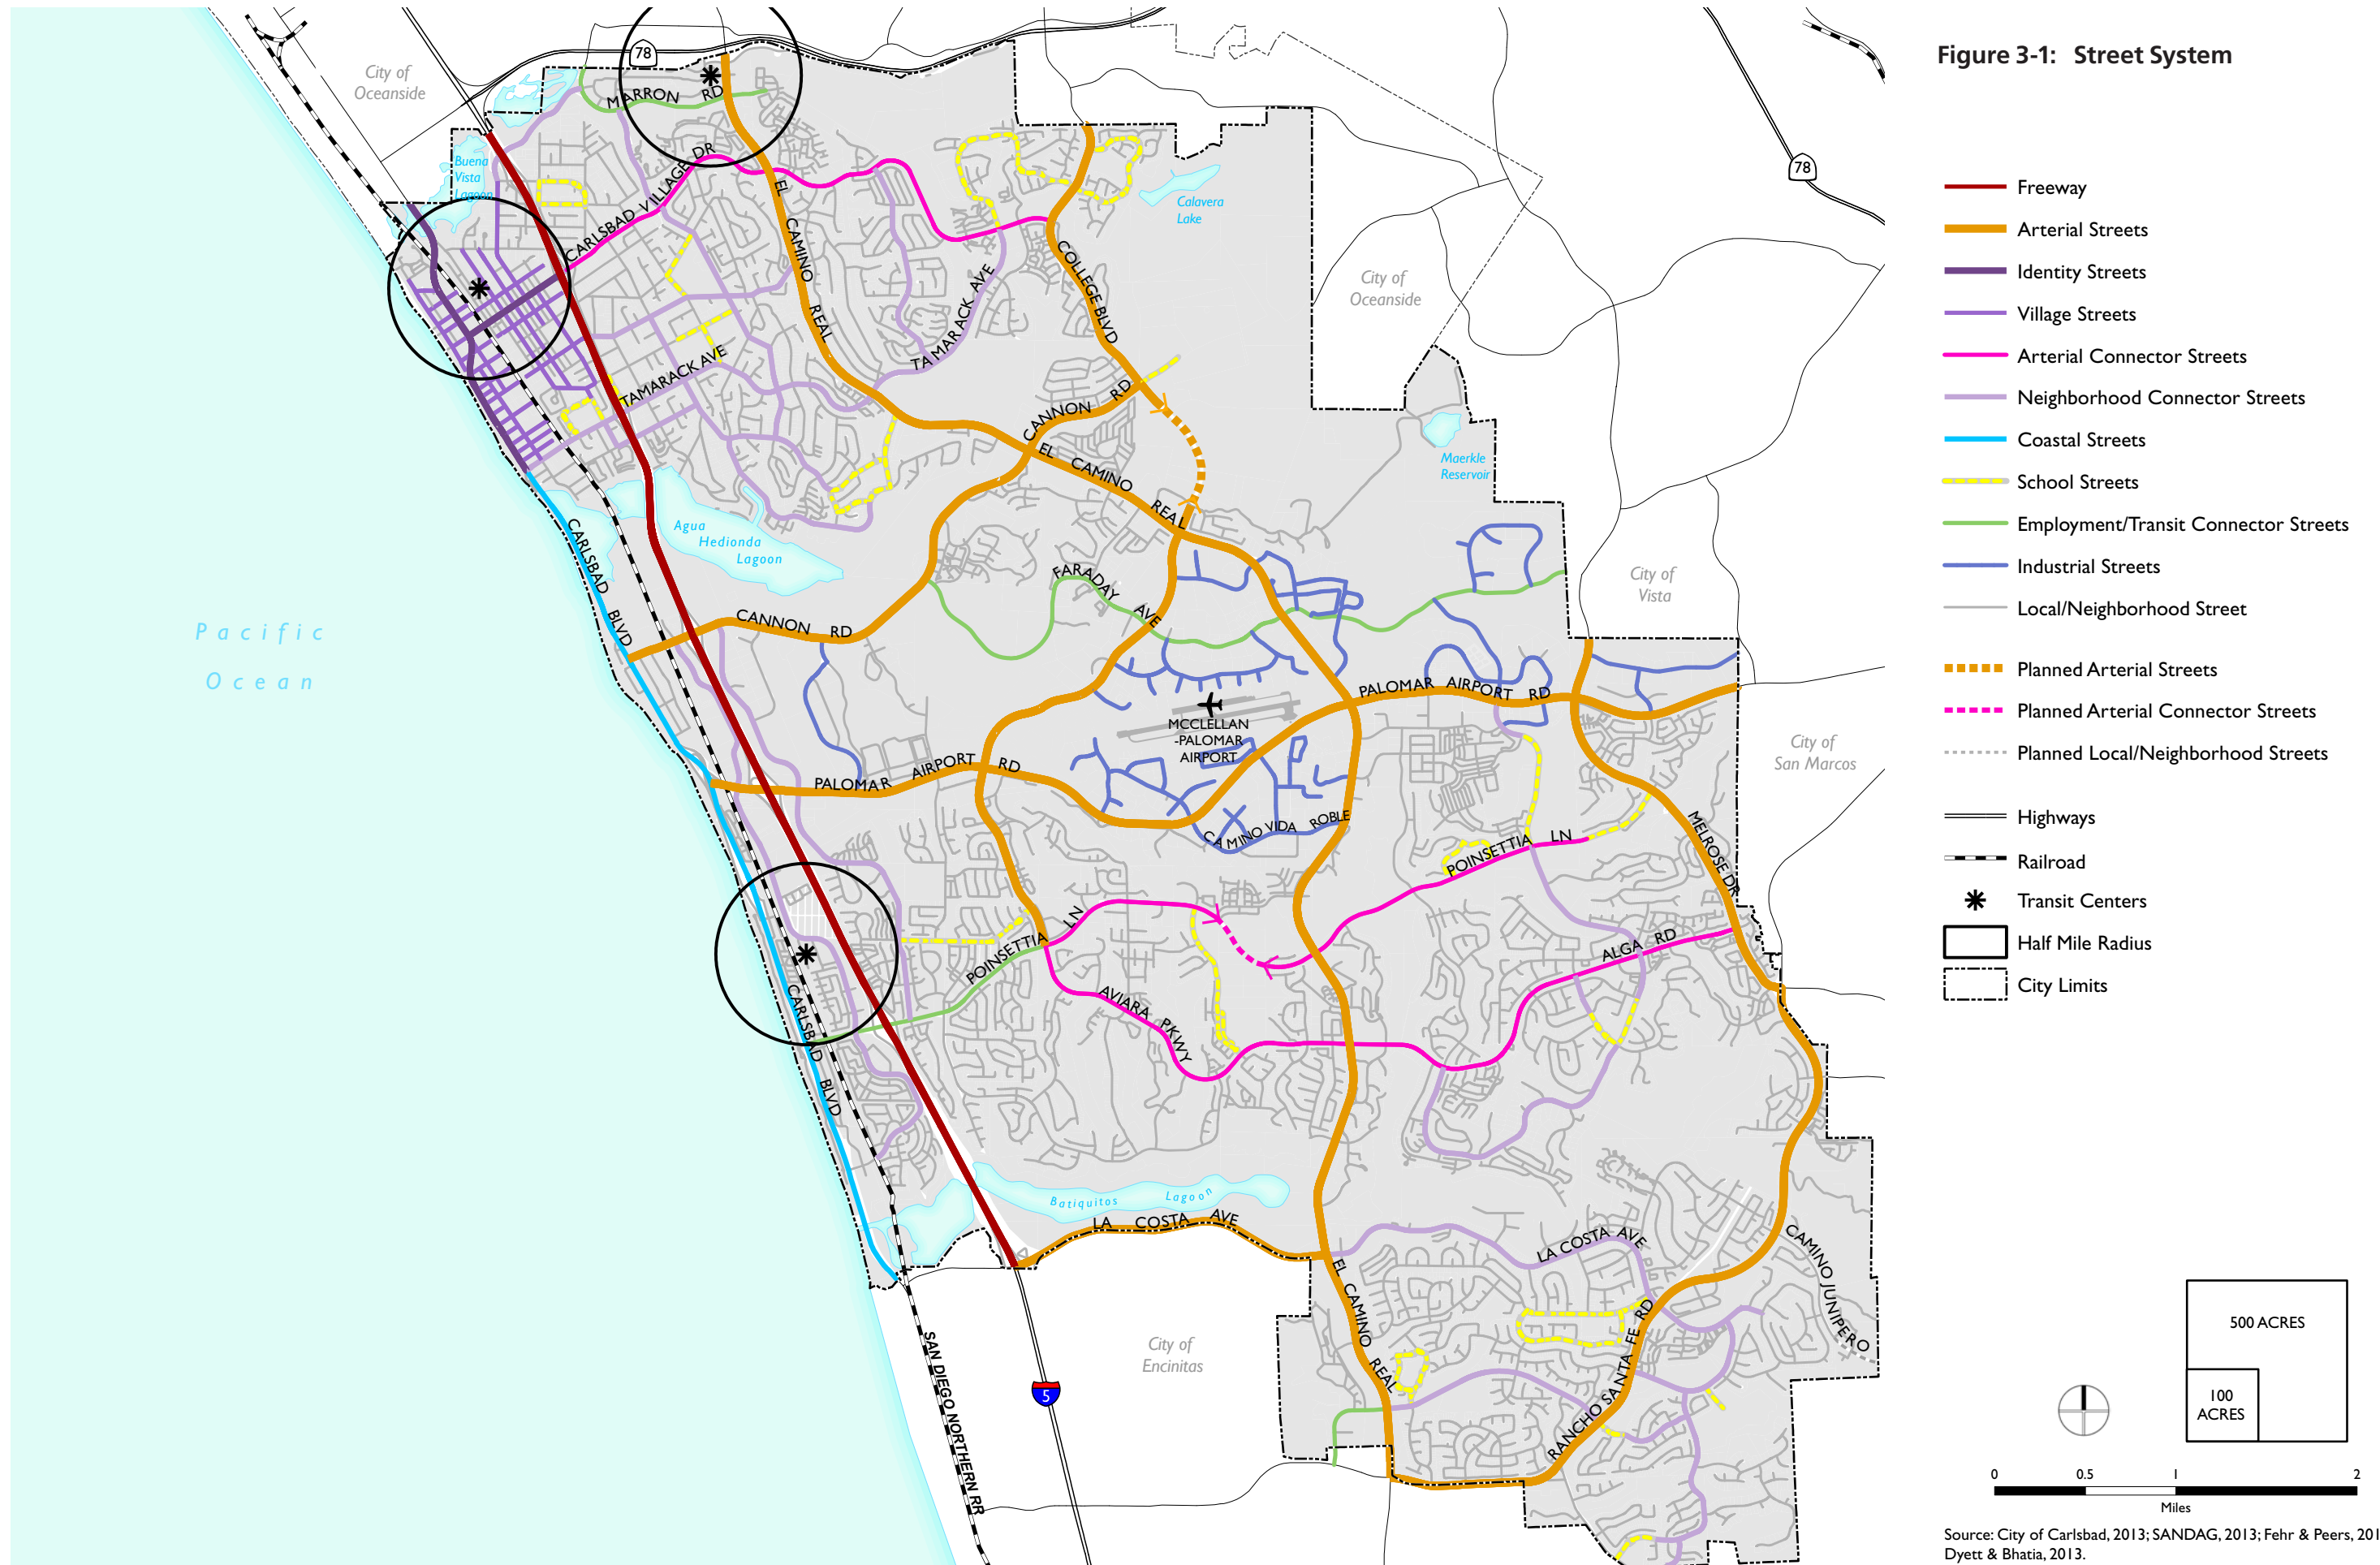 Figure 3-1: Street System
78
City of
Oceanside
MARRON RD
Buena
Vista
Lagoon
CARLSBAD VILLAGE DR
EL CAMINO REAL
Calavera
Lake
78
City of
Oceanside
COLLEGE BLVD
TAMARACK AVE
TAMARACK AVE
CANNON RD
EL CAMINO REAL
Maerkle
Reservoir
Agua
Hedionda
Lagoon
CARLSBAD BLVD
FARADAY AVE
City of
Vista
CANNON RD
Pacific
Ocean
PALOMAR AIRPORT RD
MCCLELLAN
-PALOMAR
AIRPORT
City of
San Marcos
PALOMAR AIRPORT RD
CAMINO VIDA ROBLE
MELROSE DR
POINSETTIA LN
POINSETTIA LN
ALGA RD
AVIARA PKWY
CARLSBAD BLVD
Batiquitos Lagoon
LA COSTA AVE
LA COSTA AVE
CAMINO JUNIPERO
EL CAMINO REAL
RANCHO SANTA FE RD
City of
Encinitas
SAN DIEGO NORTHERN RR
5
Freeway
Arterial Streets
Identity Streets
Village Streets
Arterial Connector Streets
Neighborhood Connector Streets
Coastal Streets
School Streets
Employment/Transit Connector Streets
Industrial Streets
Local/Neighborhood Street
Planned Arterial Streets
Planned Arterial Connector Streets
Planned Local/Neighborhood Streets
Highways
Railroad
Transit Centers
Half Mile Radius
City Limits
500 ACRES
100
ACRES
0 0.5 1 2
Miles
Source: City of Carlsbad, 2013; SANDAG, 2013; Fehr & Peers, 201
Dyett & Bhatia, 2013.